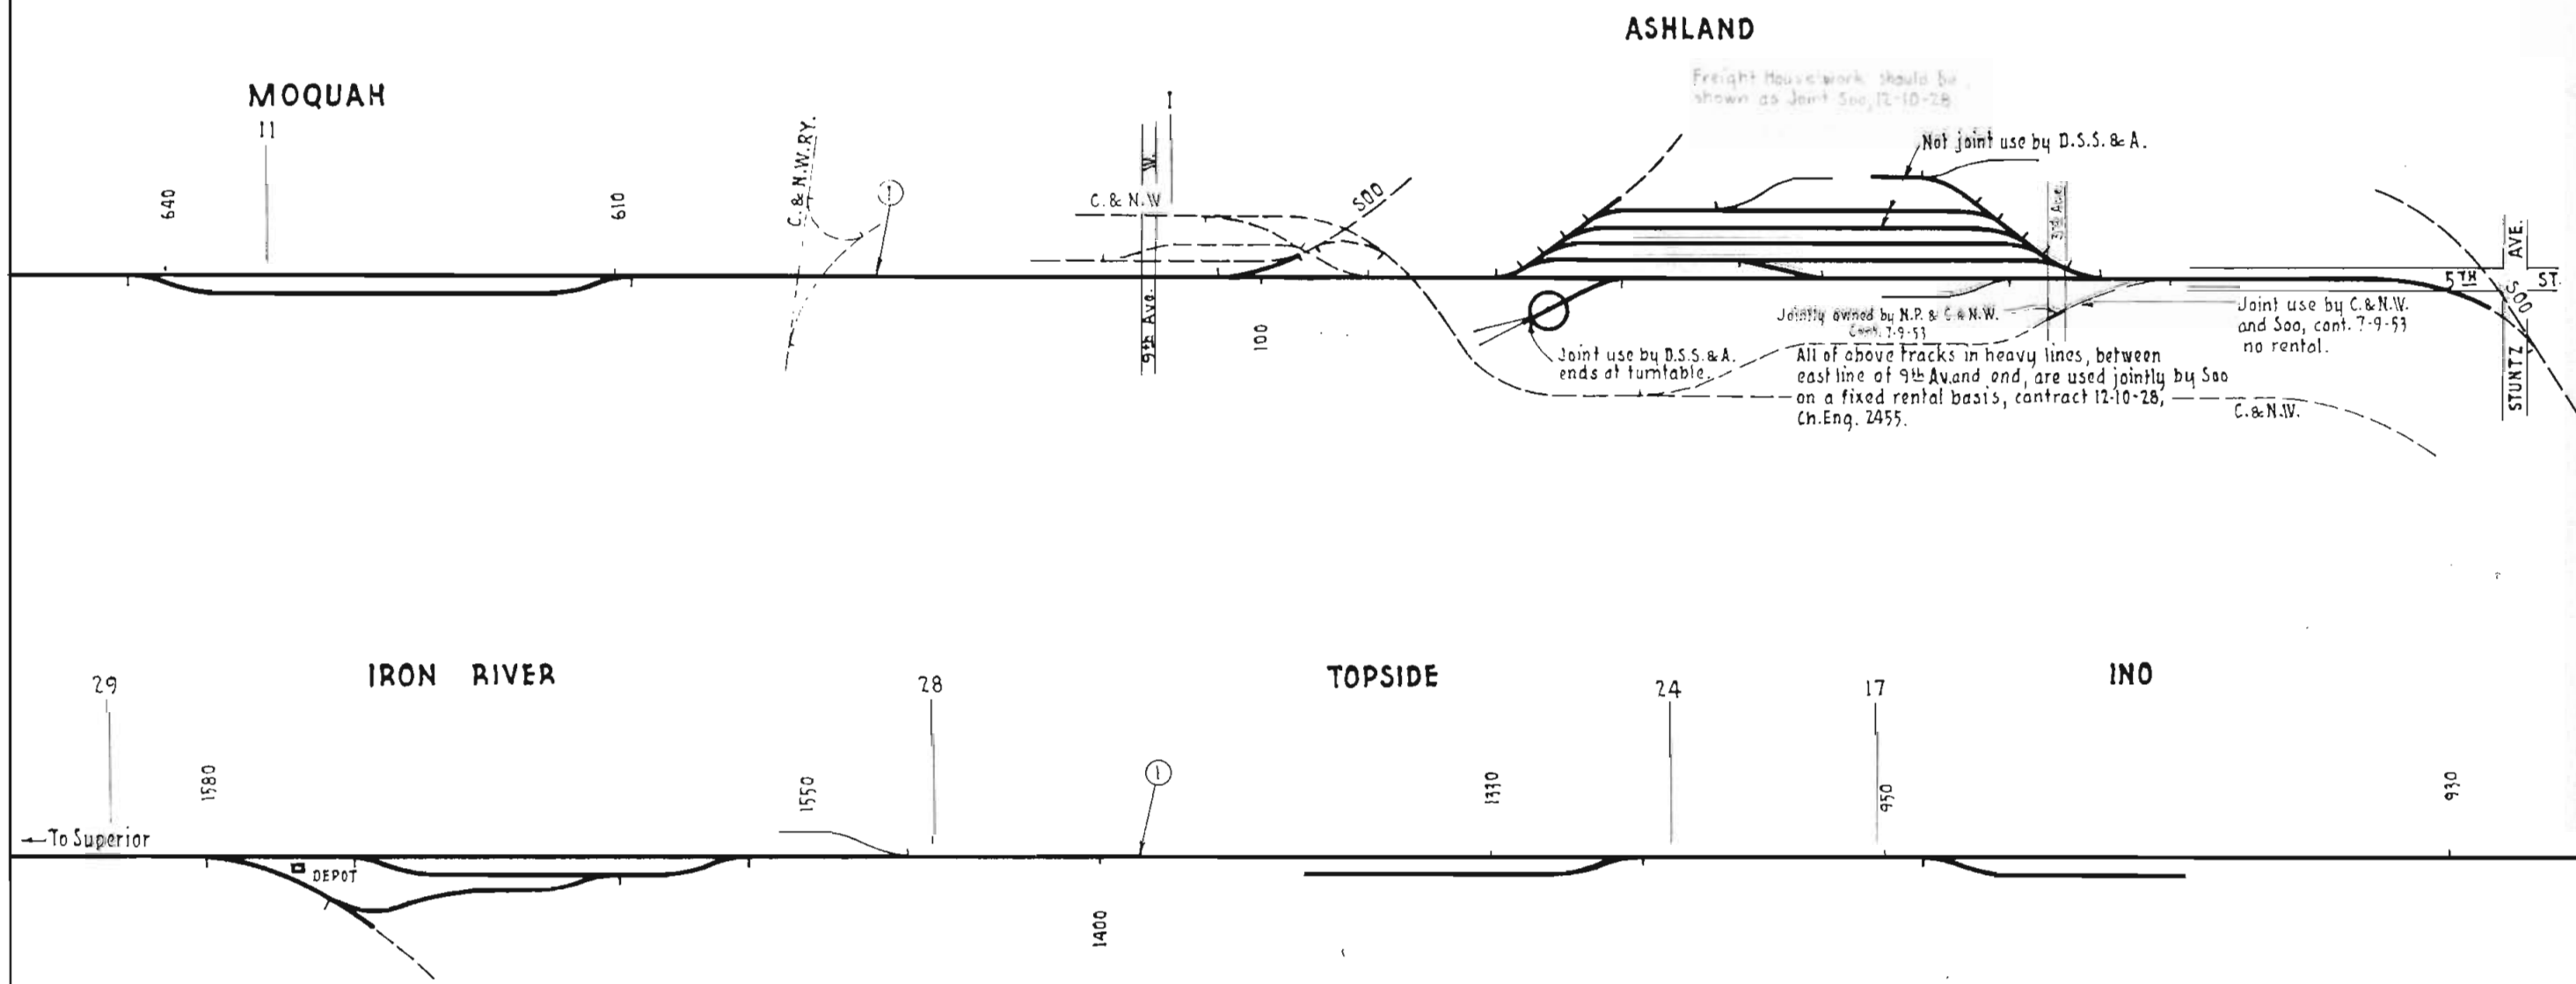 ASHLAND
Freight House work should be
shown as Joint Soo, 12-10-28
MOQUAH
11
640
610
C. & N.W. RY.
1
1
W.
9th Ave.
C. & N.W
SOO
100
Not joint use by D.S.S. & A.
3rd Ave.
Jointly owned by N.P. & C & N.W.
Cont. 7-9-53
Joint use by D.S.S. & A.
ends at turntable.
All of above tracks in heavy lines, between
east line of 9th Av. and end, are used jointly by Soo
on a fixed rental basis, contract 12-10-28,
Ch. Eng. 2455.
C. & N.W.
Joint use by C. & N.W.
and Soo, cont. 7-9-53
no rental.
5TH ST.
SOO
STUNTZ AVE.
IRON RIVER
TOPSIDE
INO
29
28
24
17
1580
1550
1
1400
1330
950
930
To Superior
DEPOT